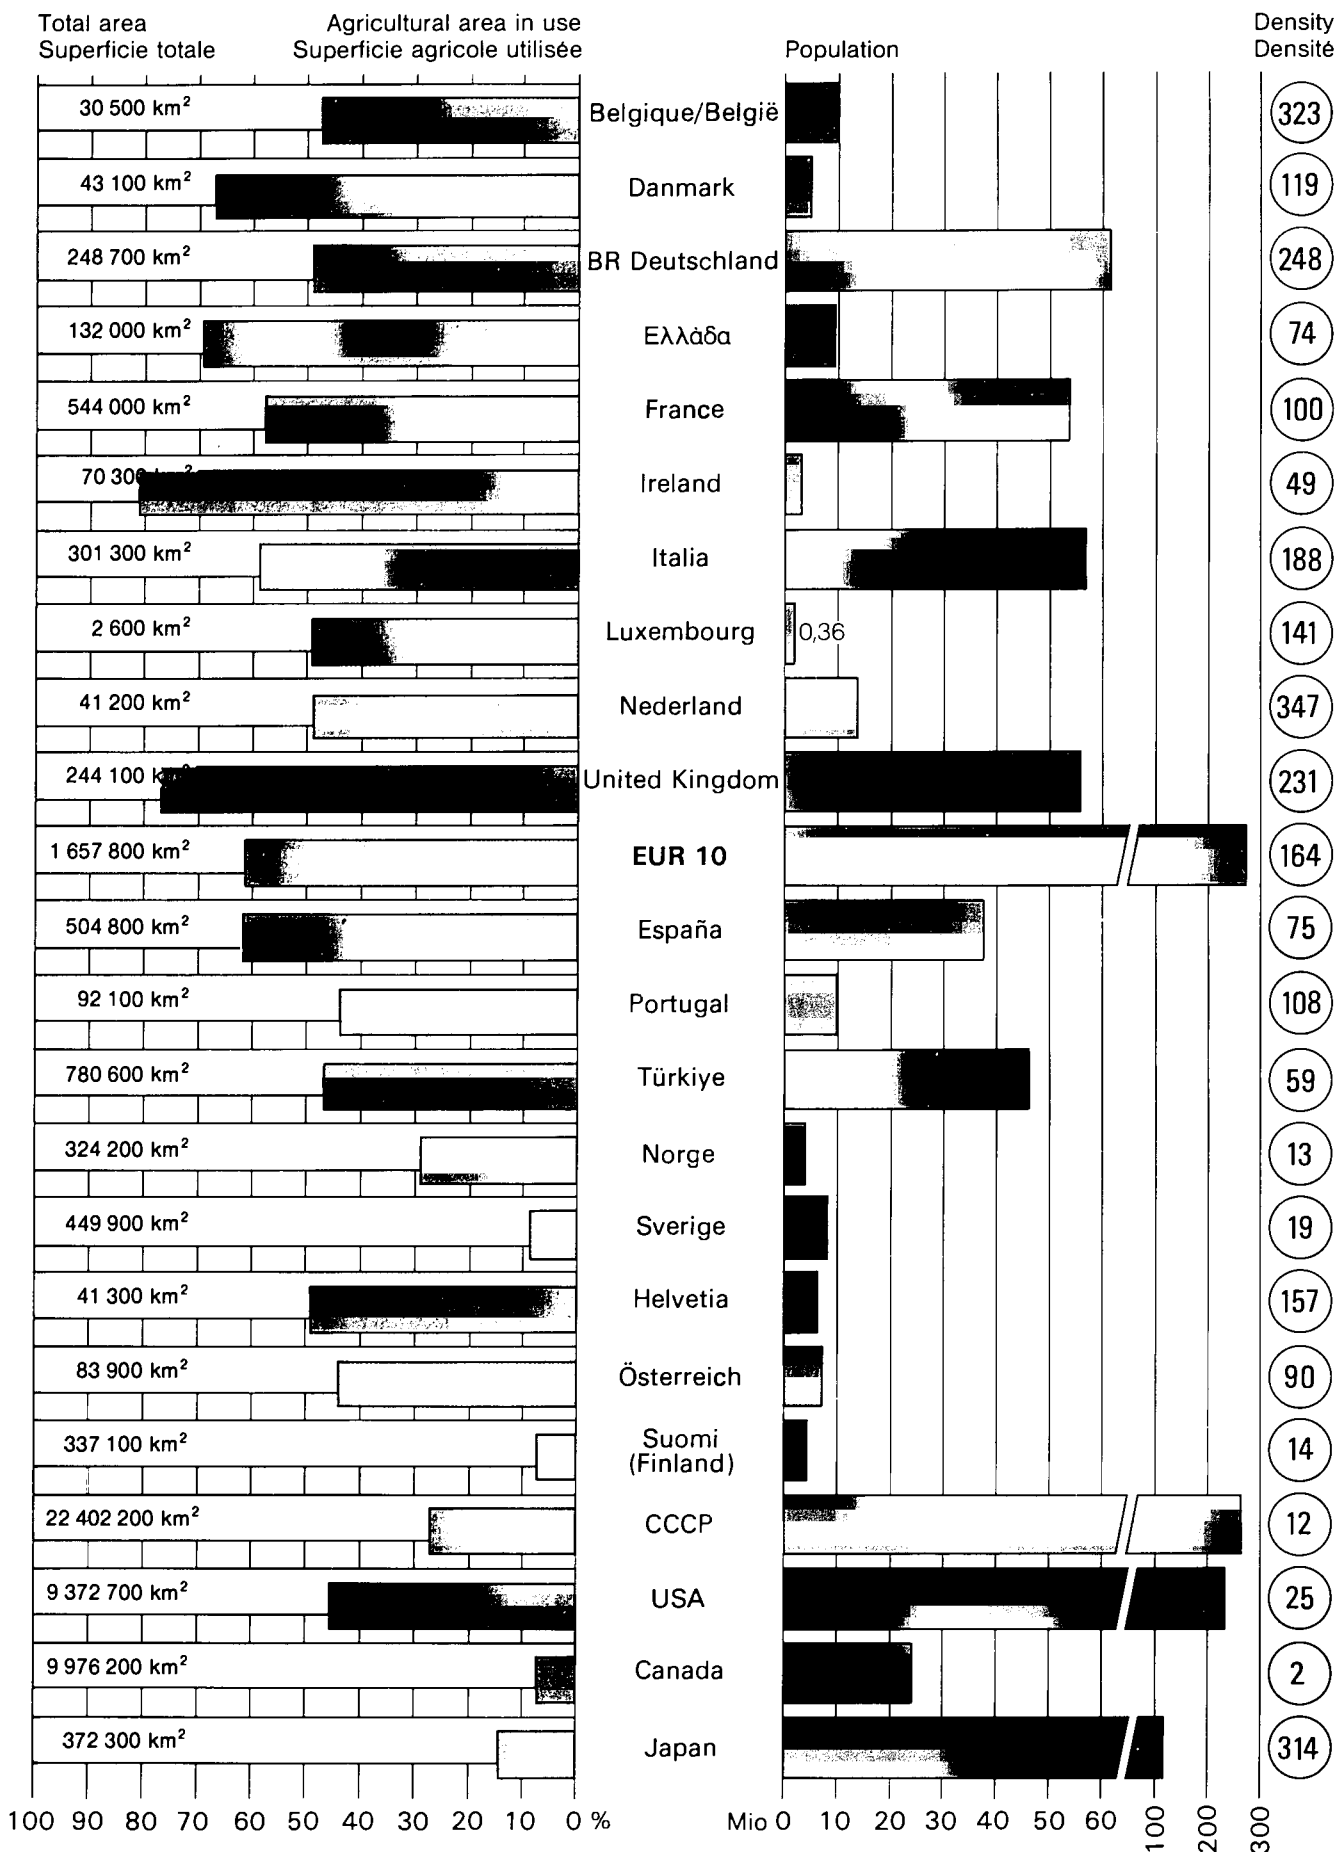 Total area
Superficie totale
Agricultural area in use
Superficie agricole utilisée
Population
Density
Densité
30 500 km² Belgique/België 323
43 100 km² Danmark 119
248 700 km² BR Deutschland 248
132 000 km² Ελλάδα 74
544 000 km² France 100
70 300 km² Ireland 49
301 300 km² Italia 188
2 600 km² Luxembourg 0,36 141
41 200 km² Nederland 347
244 100 km² United Kingdom 231
1 657 800 km² EUR 10 164
504 800 km² España 75
92 100 km² Portugal 108
780 600 km² Türkiye 59
324 200 km² Norge 13
449 900 km² Sverige 19
41 300 km² Helvetia 157
83 900 km² Österreich 90
337 100 km² Suomi (Finland) 14
22 402 200 km² CCCP 12
9 372 700 km² USA 25
9 976 200 km² Canada 2
372 300 km² Japan 314
100 90 80 70 60 50 40 30 20 10 0 % Mio 0 10 20 30 40 50 60 100 200 300